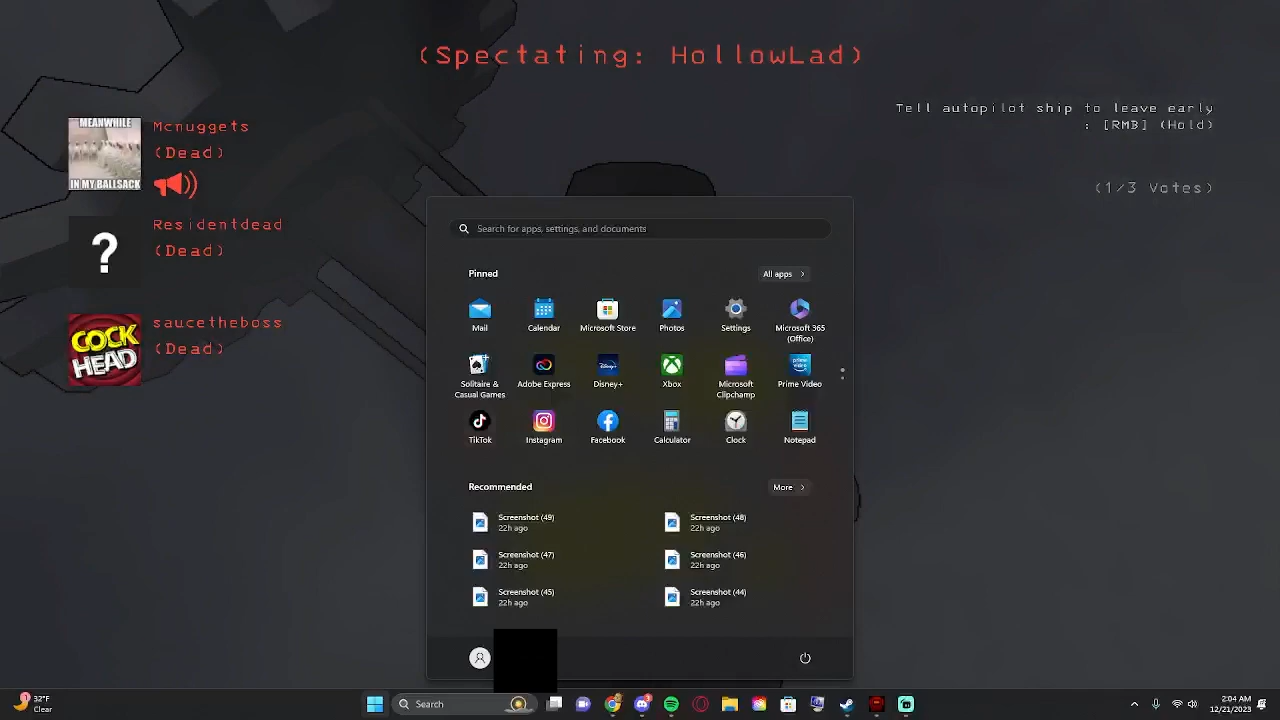 (Spectating: HollowLad)
MEANWHILE
IN MY BALLSACK
Mcnuggets
(Dead)
?
Residentdead
(Dead)
COCK
HEAD
saucetheboss
(Dead)
Tell autopilot ship to leave early
: [RMB] (Hold)
(1/3 Votes)
Search for apps, settings, and documents
Pinned
All apps >
Mail
Calendar
Microsoft Store
Photos
Settings
Microsoft 365
(Office)
Solitaire &
Casual Games
Adobe Express
Disney+
Xbox
Microsoft
Clipchamp
prime
video
Prime Video
TikTok
Instagram
Facebook
Calculator
Clock
Notepad
Recommended
More >
Screenshot (49)
22h ago
Screenshot (48)
22h ago
Screenshot (47)
22h ago
Screenshot (46)
22h ago
Screenshot (45)
22h ago
Screenshot (44)
22h ago
32°F
Clear
Search
2:04 AM
12/21/2023